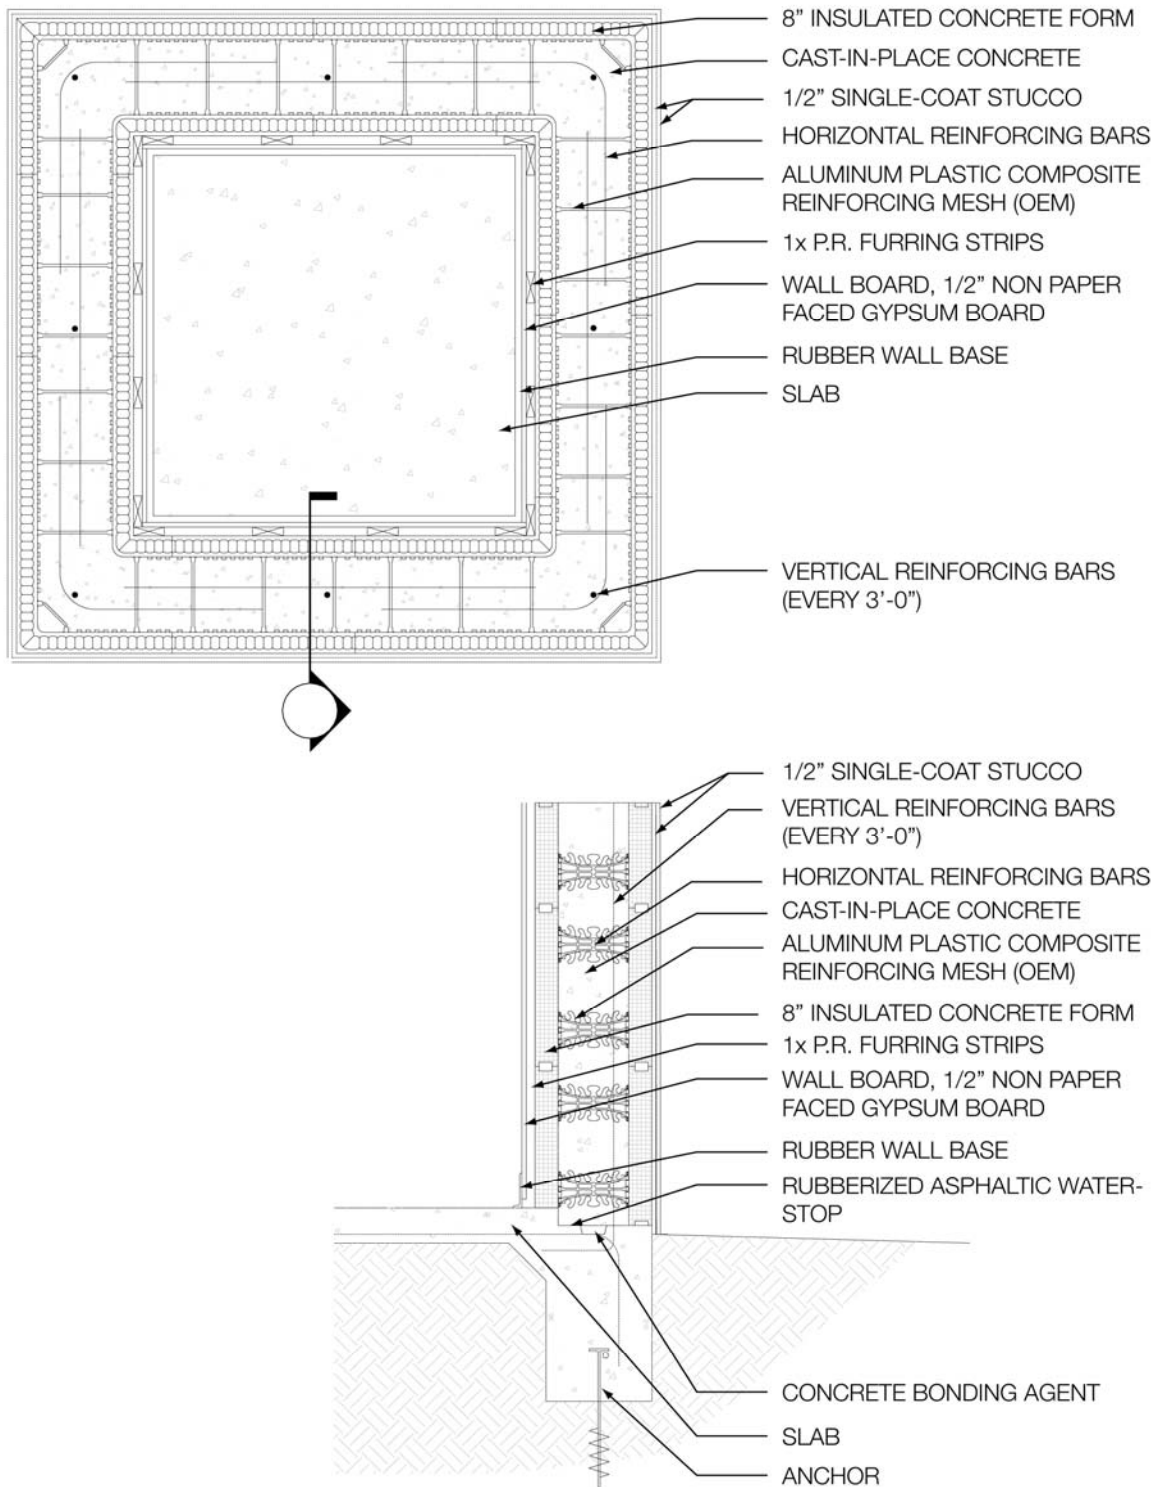 8” INSULATED CONCRETE FORM
CAST-IN-PLACE CONCRETE
1/2” SINGLE-COAT STUCCO
HORIZONTAL REINFORCING BARS
ALUMINUM PLASTIC COMPOSITE
REINFORCING MESH (OEM)
1x P.R. FURRING STRIPS
WALL BOARD, 1/2” NON PAPER
FACED GYPSUM BOARD
RUBBER WALL BASE
SLAB
VERTICAL REINFORCING BARS
(EVERY 3’-0”)
1/2” SINGLE-COAT STUCCO
VERTICAL REINFORCING BARS
(EVERY 3’-0”)
HORIZONTAL REINFORCING BARS
CAST-IN-PLACE CONCRETE
ALUMINUM PLASTIC COMPOSITE
REINFORCING MESH (OEM)
8” INSULATED CONCRETE FORM
1x P.R. FURRING STRIPS
WALL BOARD, 1/2” NON PAPER
FACED GYPSUM BOARD
RUBBER WALL BASE
RUBBERIZED ASPHALTIC WATER-
STOP
CONCRETE BONDING AGENT
SLAB
ANCHOR